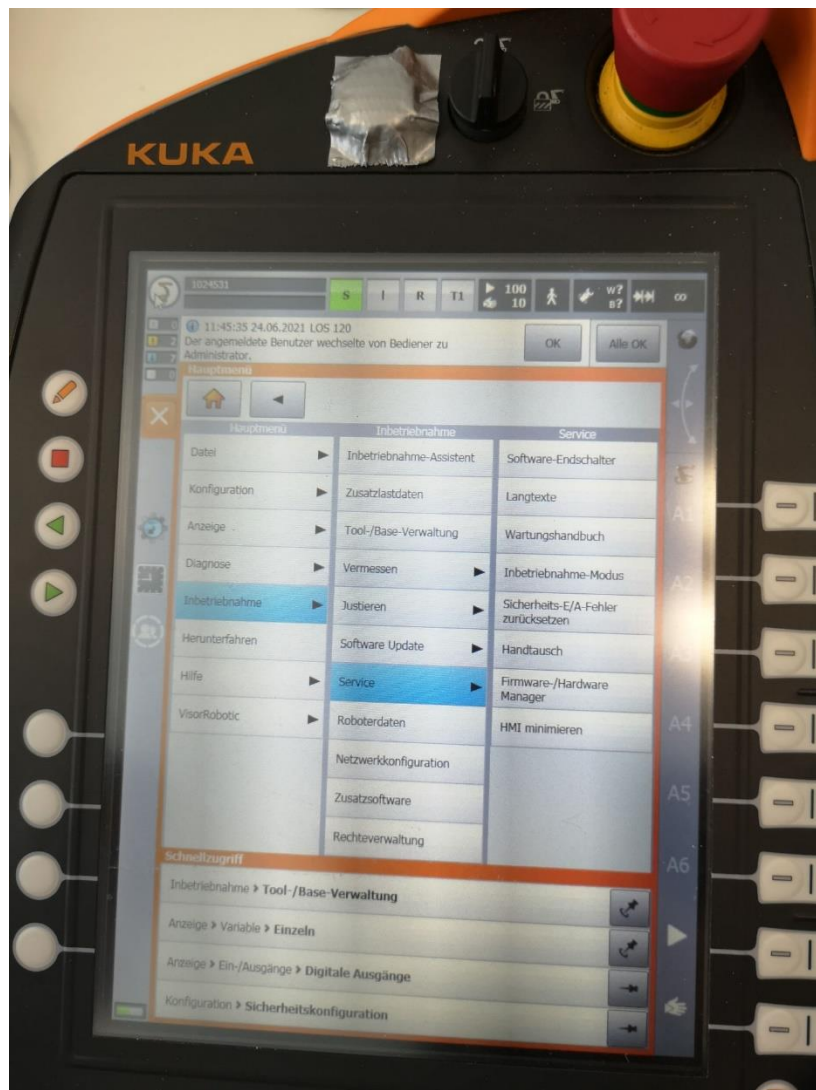 KUKA
1024531
S I R T1 100 10 W? B? ∞
0
11:45:35 24.06.2021 LOS 120
2
Der angemeldete Benutzer wechselte von Bediener zu
7
Administrator.
OK
Alle OK
0
Hauptmenü
Hauptmenü
Inbetriebnahme
Service
Datei
Konfiguration
Anzeige
Diagnose
Inbetriebnahme
Herunterfahren
Hilfe
VisorRobotic
Inbetriebnahme-Assistent
Zusatzlastdaten
Tool-/Base-Verwaltung
Vermessen
Justieren
Software Update
Service
Roboterdaten
Netzwerkkonfiguration
Zusatzsoftware
Rechteverwaltung
Software-Endschalter
Langtexte
Wartungshandbuch
Inbetriebnahme-Modus
Sicherheits-E/A-Fehler
zurücksetzen
Handtausch
Firmware-/Hardware
Manager
HMI minimieren
A1
A2
A4
A5
A6
Schnellzugriff
Inbetriebnahme > Tool-/Base-Verwaltung
Anzeige > Variable > Einzeln
Anzeige > Ein-/Ausgänge > Digitale Ausgänge
Konfiguration > Sicherheitskonfiguration